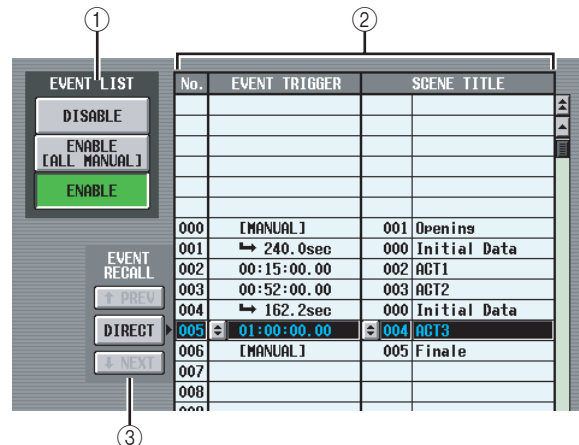 ① ②
EVENT LIST
DISABLE
ENABLE
[ALL MANUAL]
ENABLE
EVENT
RECALL
↑ PREV
DIRECT
↓ NEXT
③
No. EVENT TRIGGER SCENE TITLE
000 [MANUAL] 001 Opening
001 ↳ 240.0sec 000 Initial Data
002 00:15:00.00 002 ACT1
003 00:52:00.00 003 ACT2
004 ↳ 162.2sec 000 Initial Data
005 01:00:00.00 004 ACT3
006 [MANUAL] 005 Finale
007
008